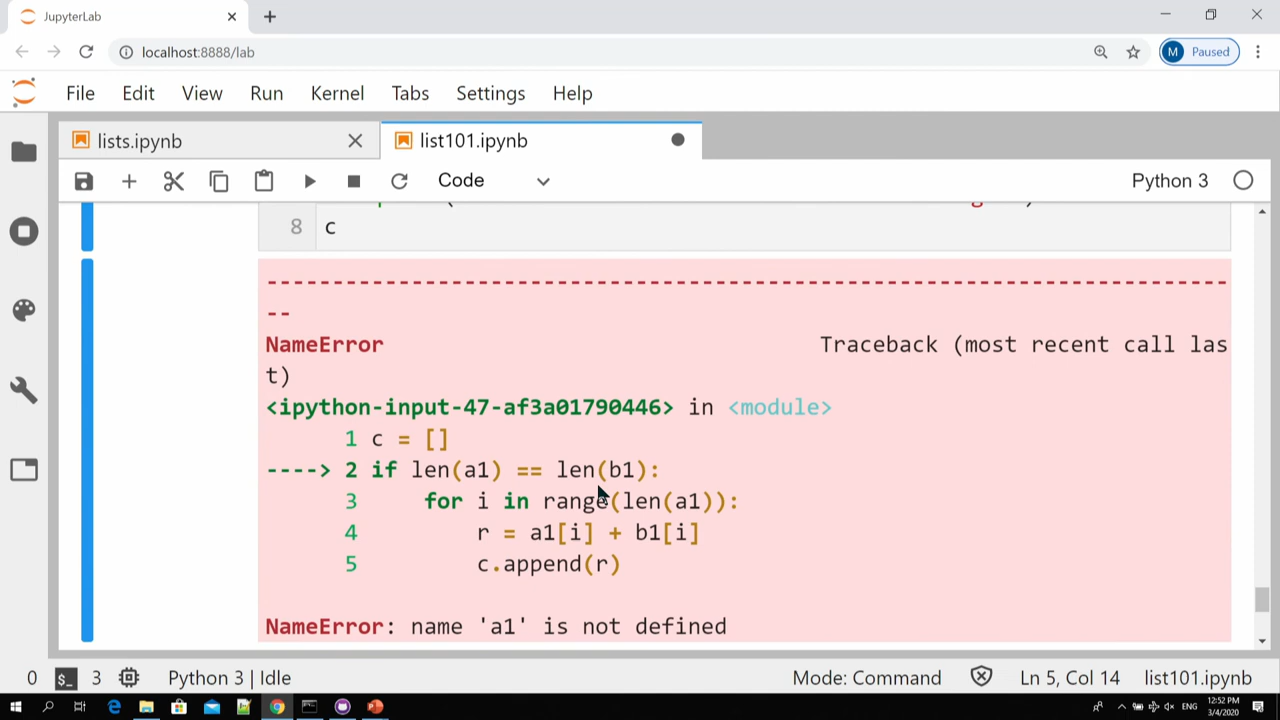 JupyterLab
localhost:8888/lab
M Paused
File Edit View Run Kernel Tabs Settings Help
lists.ipynb
list101.ipynb
Code
Python 3
8 c
--------------------------------------------------------------------------
--
NameError Traceback (most recent call las
t)
<ipython-input-47-af3a01790446> in <module>
1 c = []
----> 2 if len(a1) == len(b1):
3 for i in range(len(a1)):
4 r = a1[i] + b1[i]
5 c.append(r)
NameError: name 'a1' is not defined
0 $_ 3 Python 3 | Idle Mode: Command Ln 5, Col 14 list101.ipynb
ENG
12:52 PM
3/4/2020